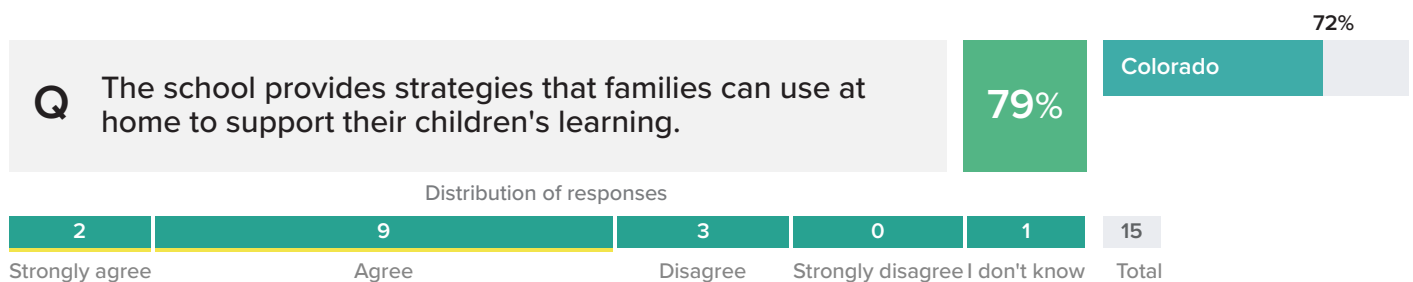 72%
Q
The school provides strategies that families can use at
home to support their children's learning.
79%
Colorado
Distribution of responses
2 9 3 0 1 15
Strongly agree Agree Disagree Strongly disagree I don't know Total